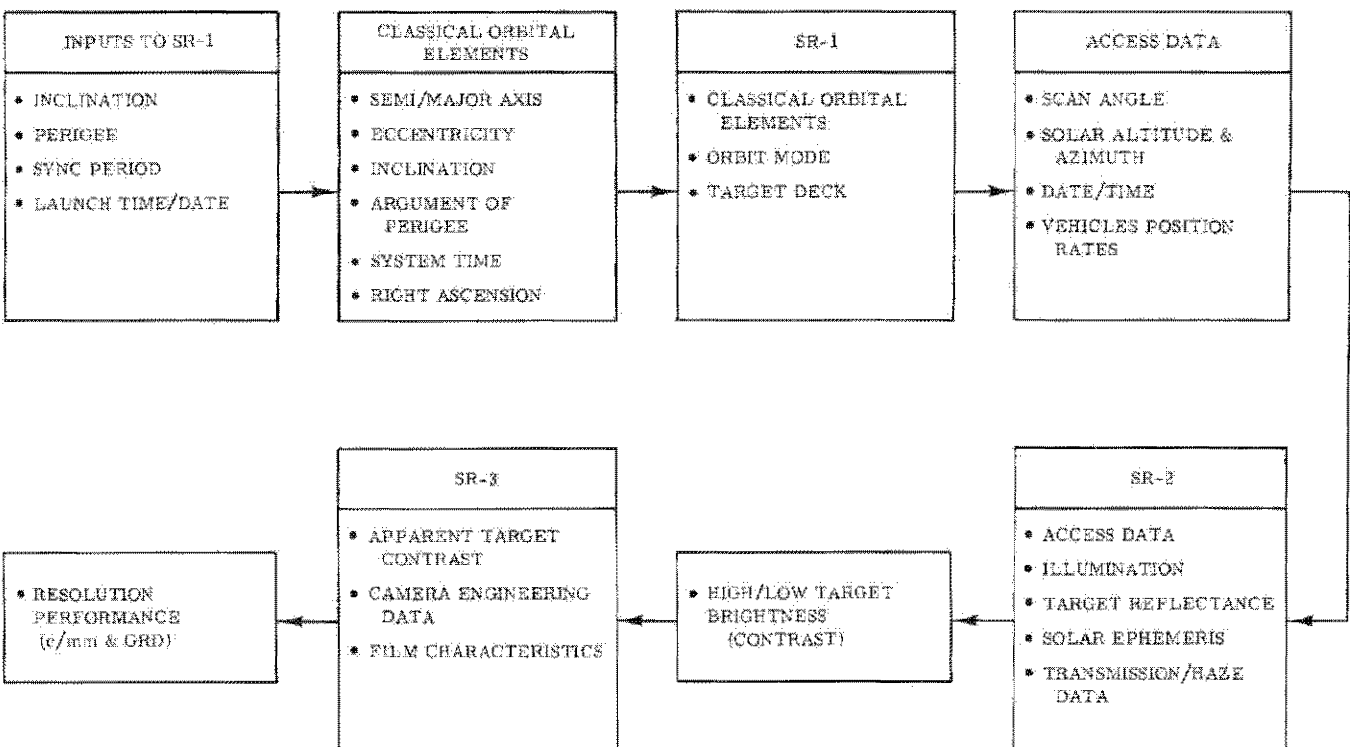 INPUTS TO SR-1
• INCLINATION
• PERIGEE
• SYNC PERIOD
• LAUNCH TIME/DATE
CLASSICAL ORBITAL
ELEMENTS
• SEMI/MAJOR AXIS
• ECCENTRICITY
• INCLINATION
• ARGUMENT OF
PERIGEE
• SYSTEM TIME
• RIGHT ASCENSION
SR-1
• CLASSICAL ORBITAL
ELEMENTS
• ORBIT MODE
• TARGET DECK
ACCESS DATA
• SCAN ANGLE
• SOLAR ALTITUDE &
AZIMUTH
• DATE/TIME
• VEHICLES POSITION
RATES
SR-2
• ACCESS DATA
• ILLUMINATION
• TARGET REFLECTANCE
• SOLAR EPHEMERIS
• TRANSMISSION/HAZE
DATA
• HIGH/LOW TARGET
BRIGHTNESS
(CONTRAST)
SR-3
• APPARENT TARGET
CONTRAST
• CAMERA ENGINEERING
DATA
• FILM CHARACTERISTICS
• RESOLUTION
PERFORMANCE
(c/mm & GRD)